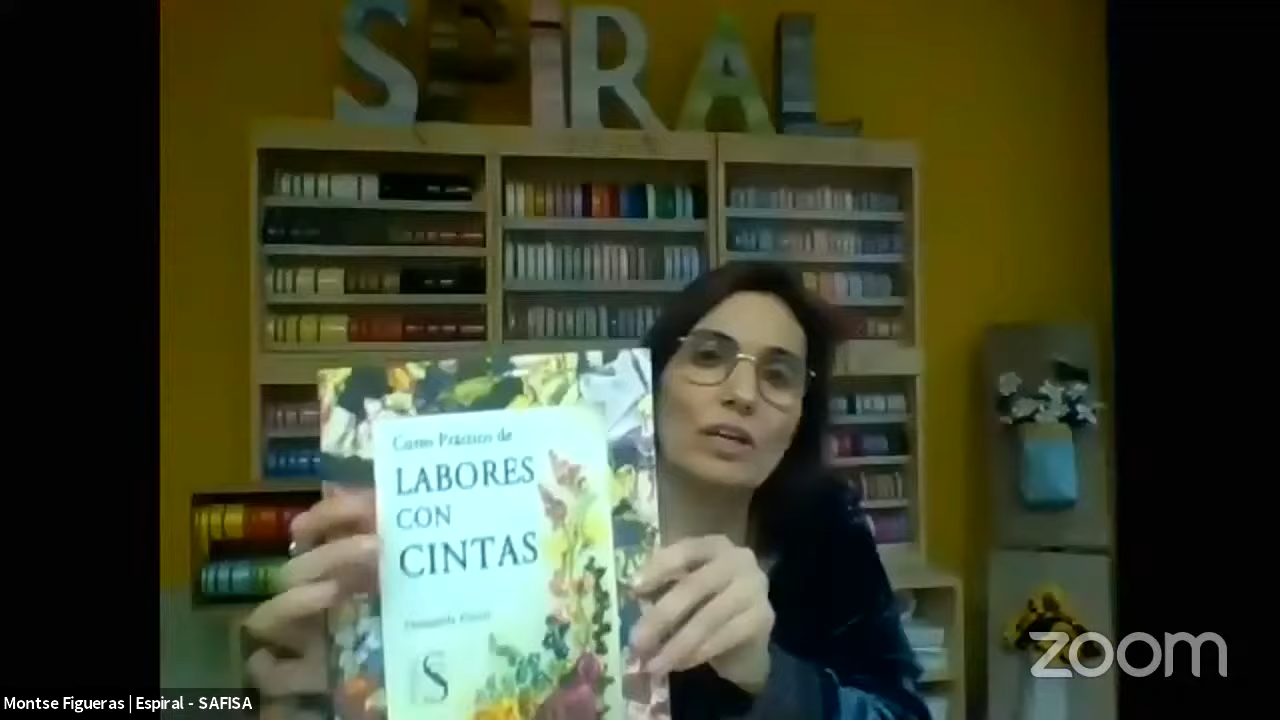 SPIRAL
Curso Práctico de
LABORES
CON
CINTAS
S
zoom
Montse Figueras | Espiral - SAFISA